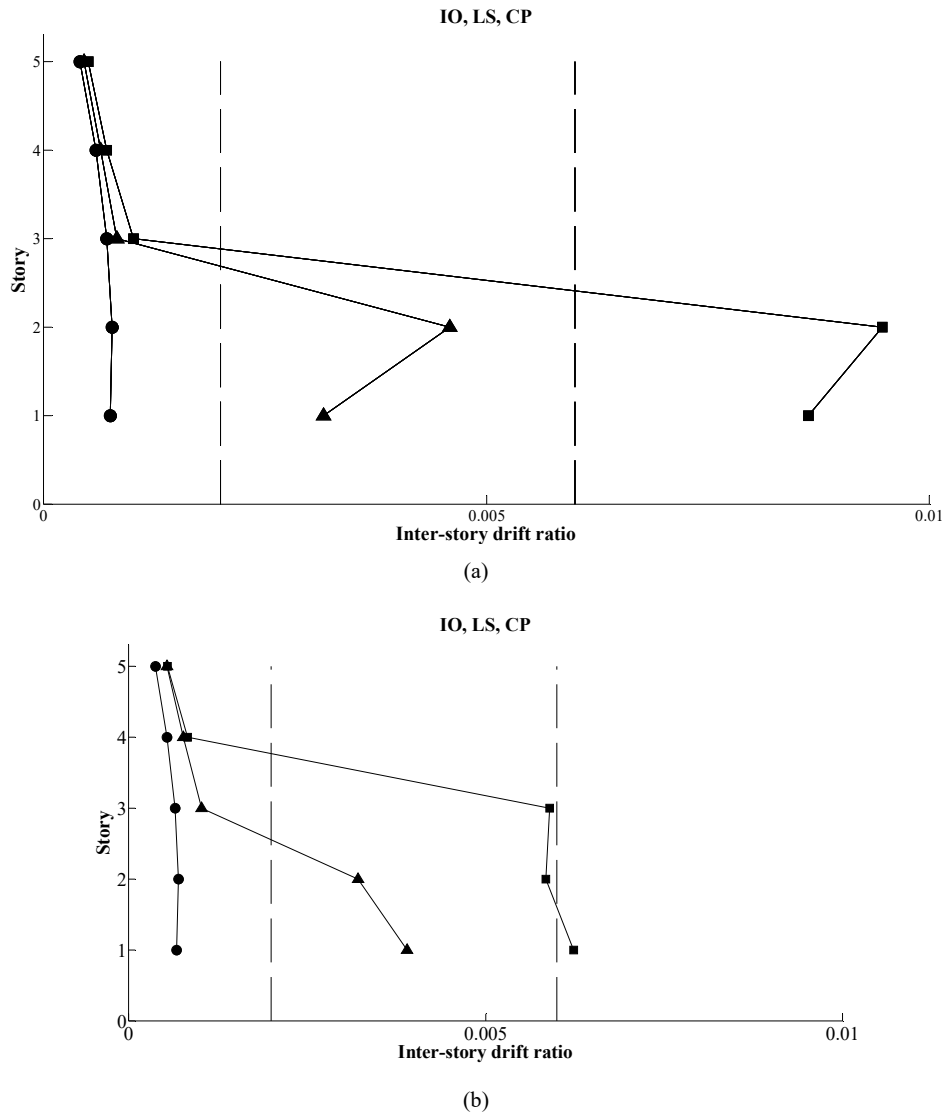 IO, LS, CP
5
4
3
2
1
0
Story
0
0.005
0.01
Inter-story drift ratio
(a)
IO, LS, CP
5
4
3
2
1
0
Story
0
0.005
0.01
Inter-story drift ratio
(b)